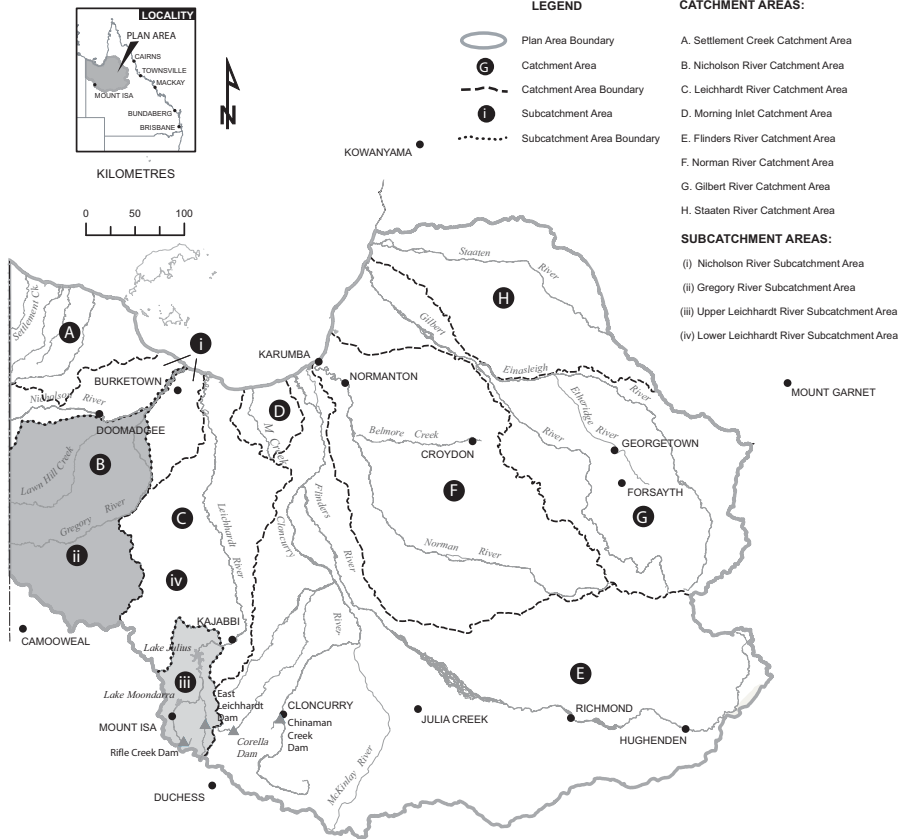 LOCALITY
PLAN AREA
CAIRNS
TOWNSVILLE
MACKAY
MOUNT ISA
BUNDABERG
BRISBANE
N
KILOMETRES
0 50 100
LEGEND
Plan Area Boundary
G Catchment Area
Catchment Area Boundary
i Subcatchment Area
Subcatchment Area Boundary
CATCHMENT AREAS:
A. Settlement Creek Catchment Area
B. Nicholson River Catchment Area
C. Leichhardt River Catchment Area
D. Morning Inlet Catchment Area
E. Flinders River Catchment Area
F. Norman River Catchment Area
G. Gilbert River Catchment Area
H. Staaten River Catchment Area
SUBCATCHMENT AREAS:
(i) Nicholson River Subcatchment Area
(ii) Gregory River Subcatchment Area
(iii) Upper Leichhardt River Subcatchment Area
(iv) Lower Leichhardt River Subcatchment Area
KOWANYAMA
Staaten
River
H
Settlement Ck.
A
i
Gilbert
KARUMBA
BURKETOWN
NORMANTON
Einasleigh
River
MOUNT GARNET
Nicholson River
DOOMADGEE
D
M. Creek
Belmore Creek
CROYDON
River
Etheridge River
GEORGETOWN
FORSAYTH
B
Lawn Hill Creek
Gregory River
ii
C
Leichhardt River
Cloncurry
Flinders
River
F
Norman River
G
iv
CAMOOWEAL
KAJABBI
River
Lake Julius
iii
Lake Moondarra
East
Leichhardt
Dam
E
MOUNT ISA
CLONCURRY
Chinaman
Creek
Dam
JULIA CREEK
RICHMOND
HUGHENDEN
Rifle Creek Dam
Corella
Dam
McKinlay River
DUCHESS